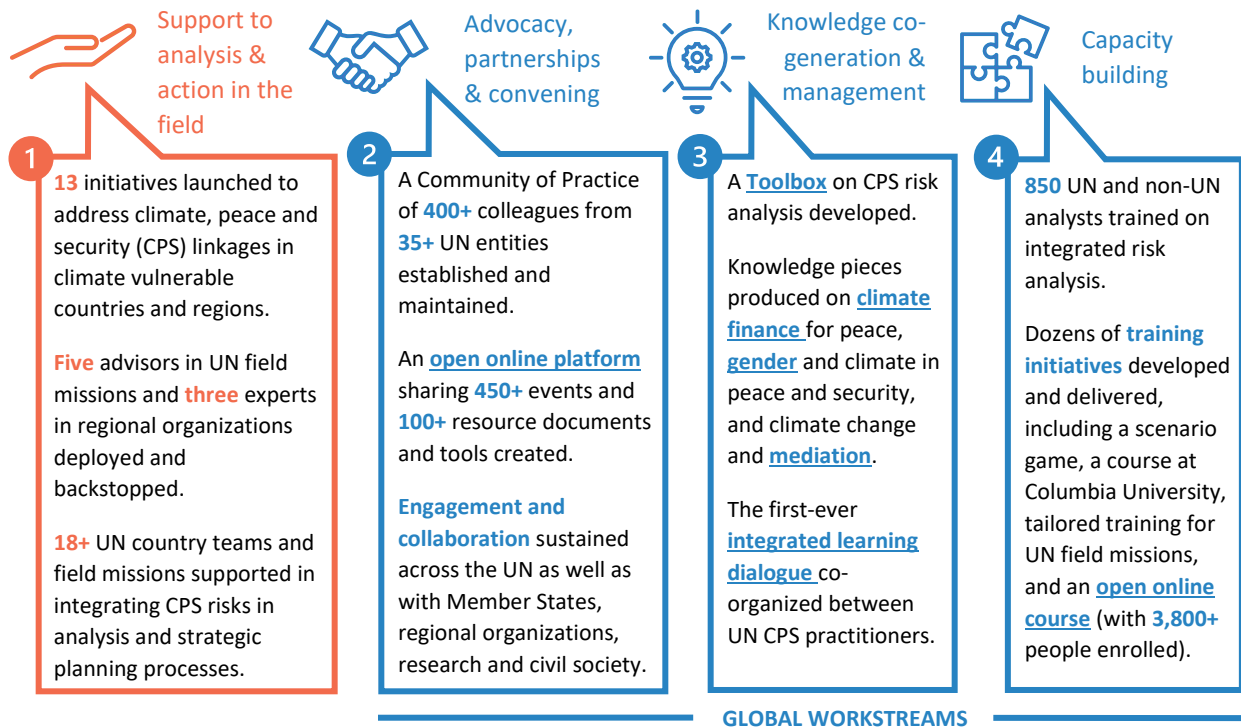 Support to
analysis &
action in the
field
1
13 initiatives launched to
address climate, peace and
security (CPS) linkages in
climate vulnerable
countries and regions.
Five advisors in UN field
missions and three experts
in regional organizations
deployed and
backstopped.
18+ UN country teams and
field missions supported in
integrating CPS risks in
analysis and strategic
planning processes.
Advocacy,
partnerships
& convening
2
A Community of Practice
of 400+ colleagues from
35+ UN entities
established and
maintained.
An open online platform
sharing 450+ events and
100+ resource documents
and tools created.
Engagement and
collaboration sustained
across the UN as well as
with Member States,
regional organizations,
research and civil society.
Knowledge co-
generation &
management
3
A Toolbox on CPS risk
analysis developed.
Knowledge pieces
produced on climate
finance for peace,
gender and climate in
peace and security,
and climate change
and mediation.
The first-ever
integrated learning
dialogue co-
organized between
UN CPS practitioners.
Capacity
building
4
850 UN and non-UN
analysts trained on
integrated risk
analysis.
Dozens of training
initiatives developed
and delivered,
including a scenario
game, a course at
Columbia University,
tailored training for
UN field missions,
and an open online
course (with 3,800+
people enrolled).
GLOBAL WORKSTREAMS